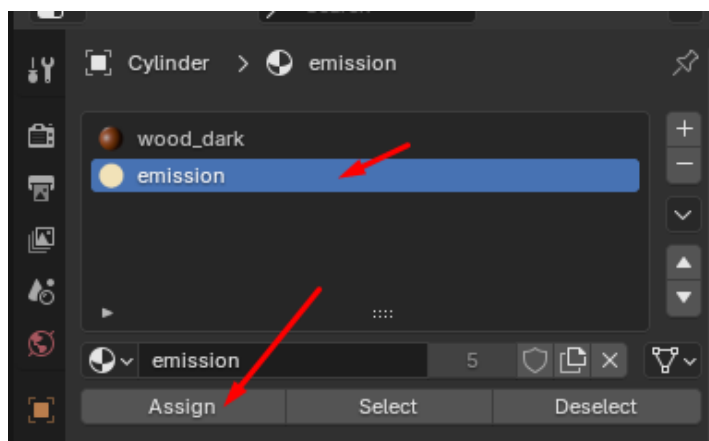 Cylinder > emission
wood_dark
emission
emission 5
Assign Select Deselect